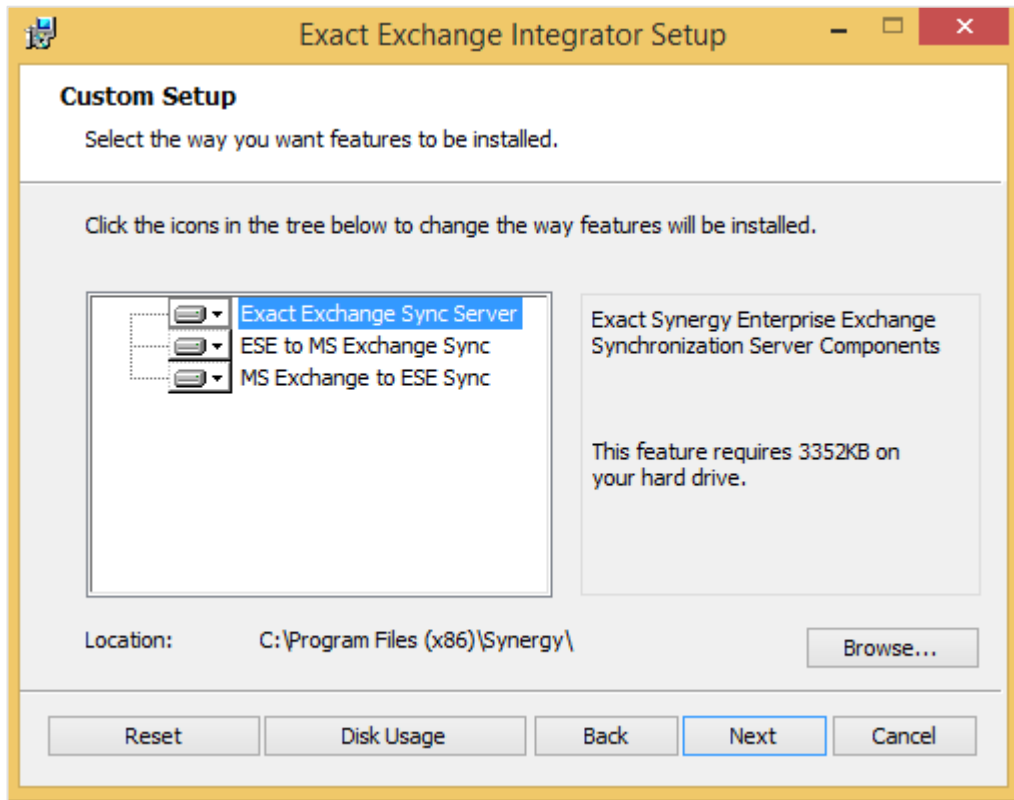 Exact Exchange Integrator Setup
Custom Setup
Select the way you want features to be installed.
Click the icons in the tree below to change the way features will be installed.
Exact Exchange Sync Server
ESE to MS Exchange Sync
MS Exchange to ESE Sync
Exact Synergy Enterprise Exchange
Synchronization Server Components
This feature requires 3352KB on
your hard drive.
Location: C:\Program Files (x86)\Synergy\
Browse...
Reset Disk Usage Back Next Cancel